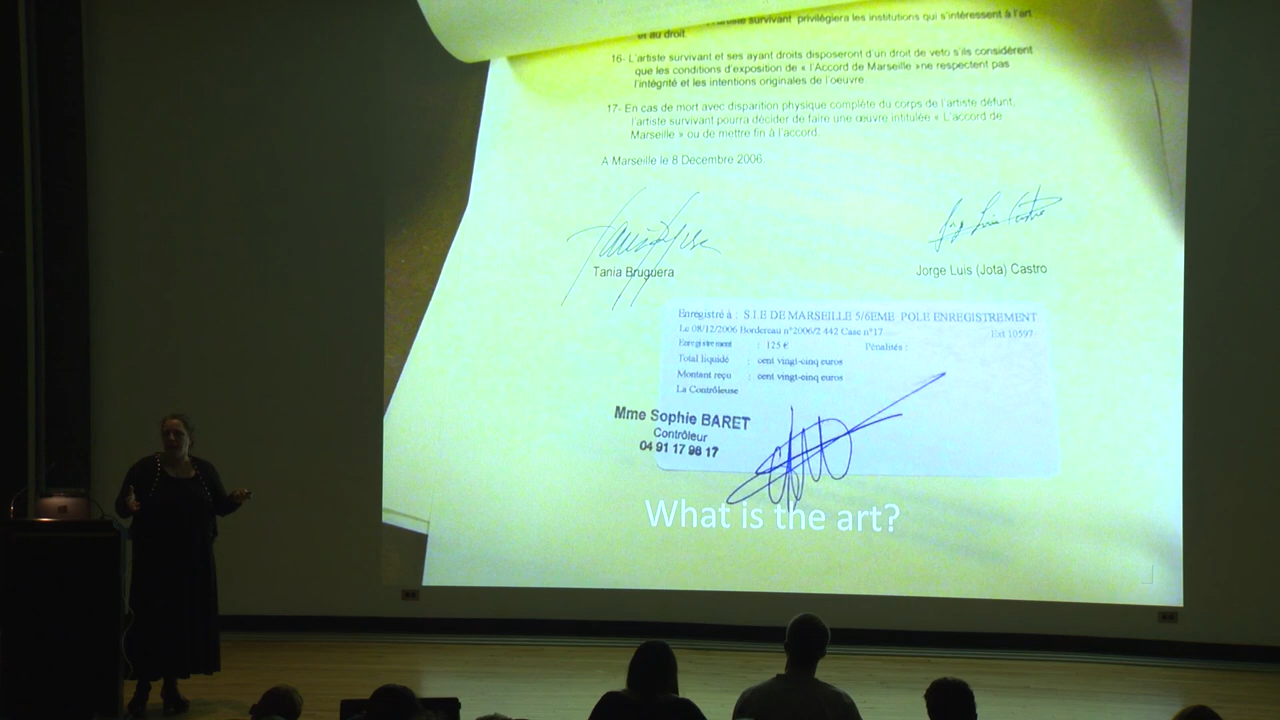 survivant privilégiera les institutions qui s'intéressent à l'art
et au droit.
16- L'artiste survivant et ses ayant droits disposeront d'un droit de veto s'ils considèrent
que les conditions d'exposition de « l'Accord de Marseille »ne respectent pas
l'intégrité et les intentions originales de l'oeuvre
17- En cas de mort avec disparition physique complète du corps de l'artiste défunt,
l'artiste survivant pourra décider de faire une œuvre intitulée « L'accord de
Marseille » ou de mettre fin à l'accord.
A Marseille le 8 Decembre 2006.
Tania Bruguera
Jorge Luis (Jota) Castro
Enregistré à : S.I.E DE MARSEILLE 5/6EME POLE ENREGISTREMENT
Le 08/12/2006 Bordereau n°2006/2 442 Case n°17 Ext 10597
Enregistrement : 125 € Pénalités :
Total liquidé : cent vingt-cinq euros
Montant reçu : cent vingt-cinq euros
La Contrôleuse
Mme Sophie BARET
Contrôleur
04 91 17 98 17
What is the art?